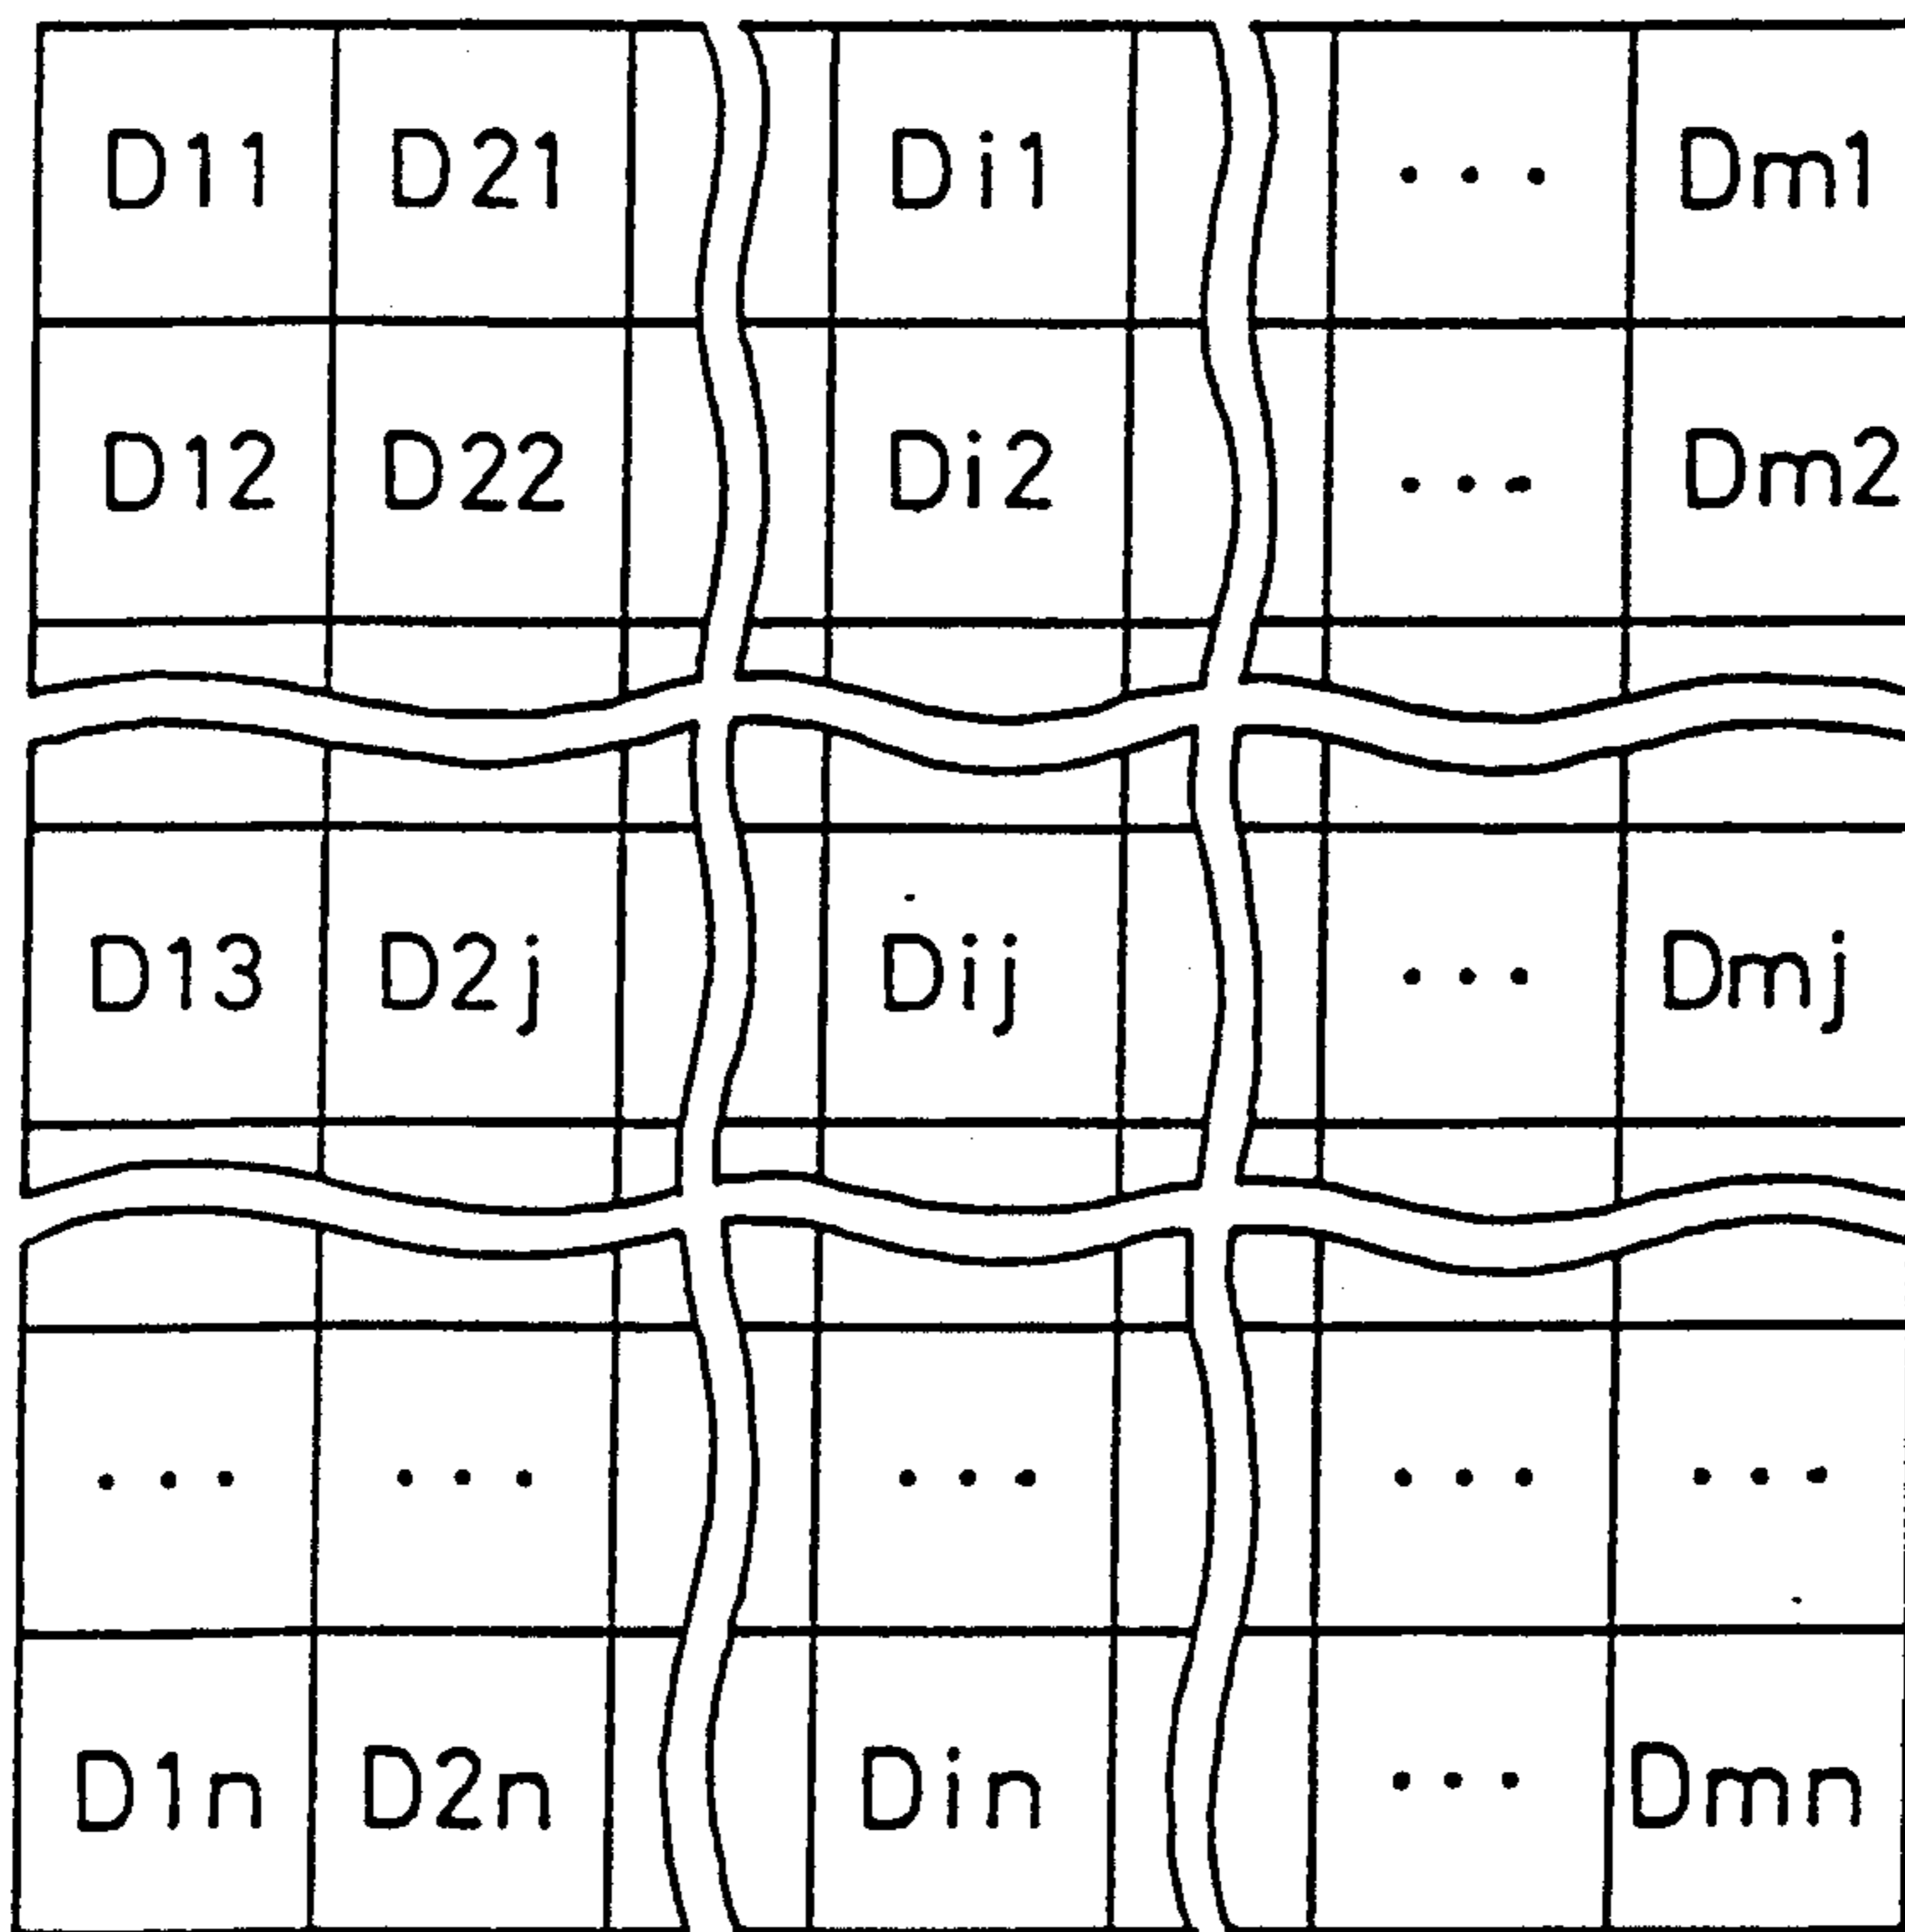 D11 D21 Di1 ... Dm1
D12 D22 Di2 ... Dm2
D13 D2j Dij ... Dmj
... ... ... ... ...
D1n D2n Din ... Dmn